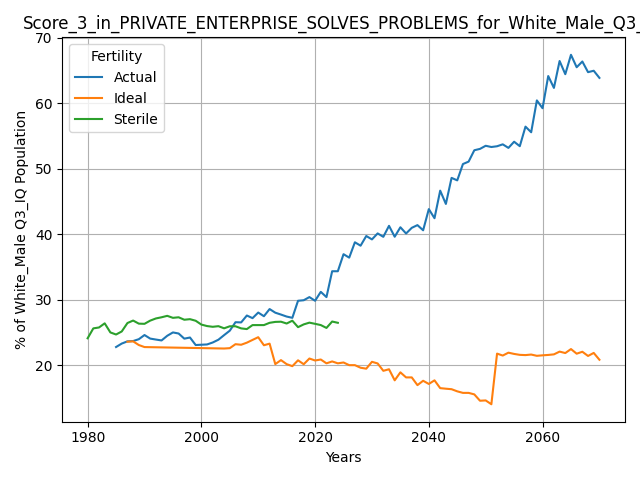 Score_3_in_PRIVATE_ENTERPRISE_SOLVES_PROBLEMS_for_White_Male_Q3_
70
60
50
40
30
20
% of White_Male Q3_IQ Population
Fertility
Actual
Ideal
Sterile
1980 2000 2020 2040 2060
Years